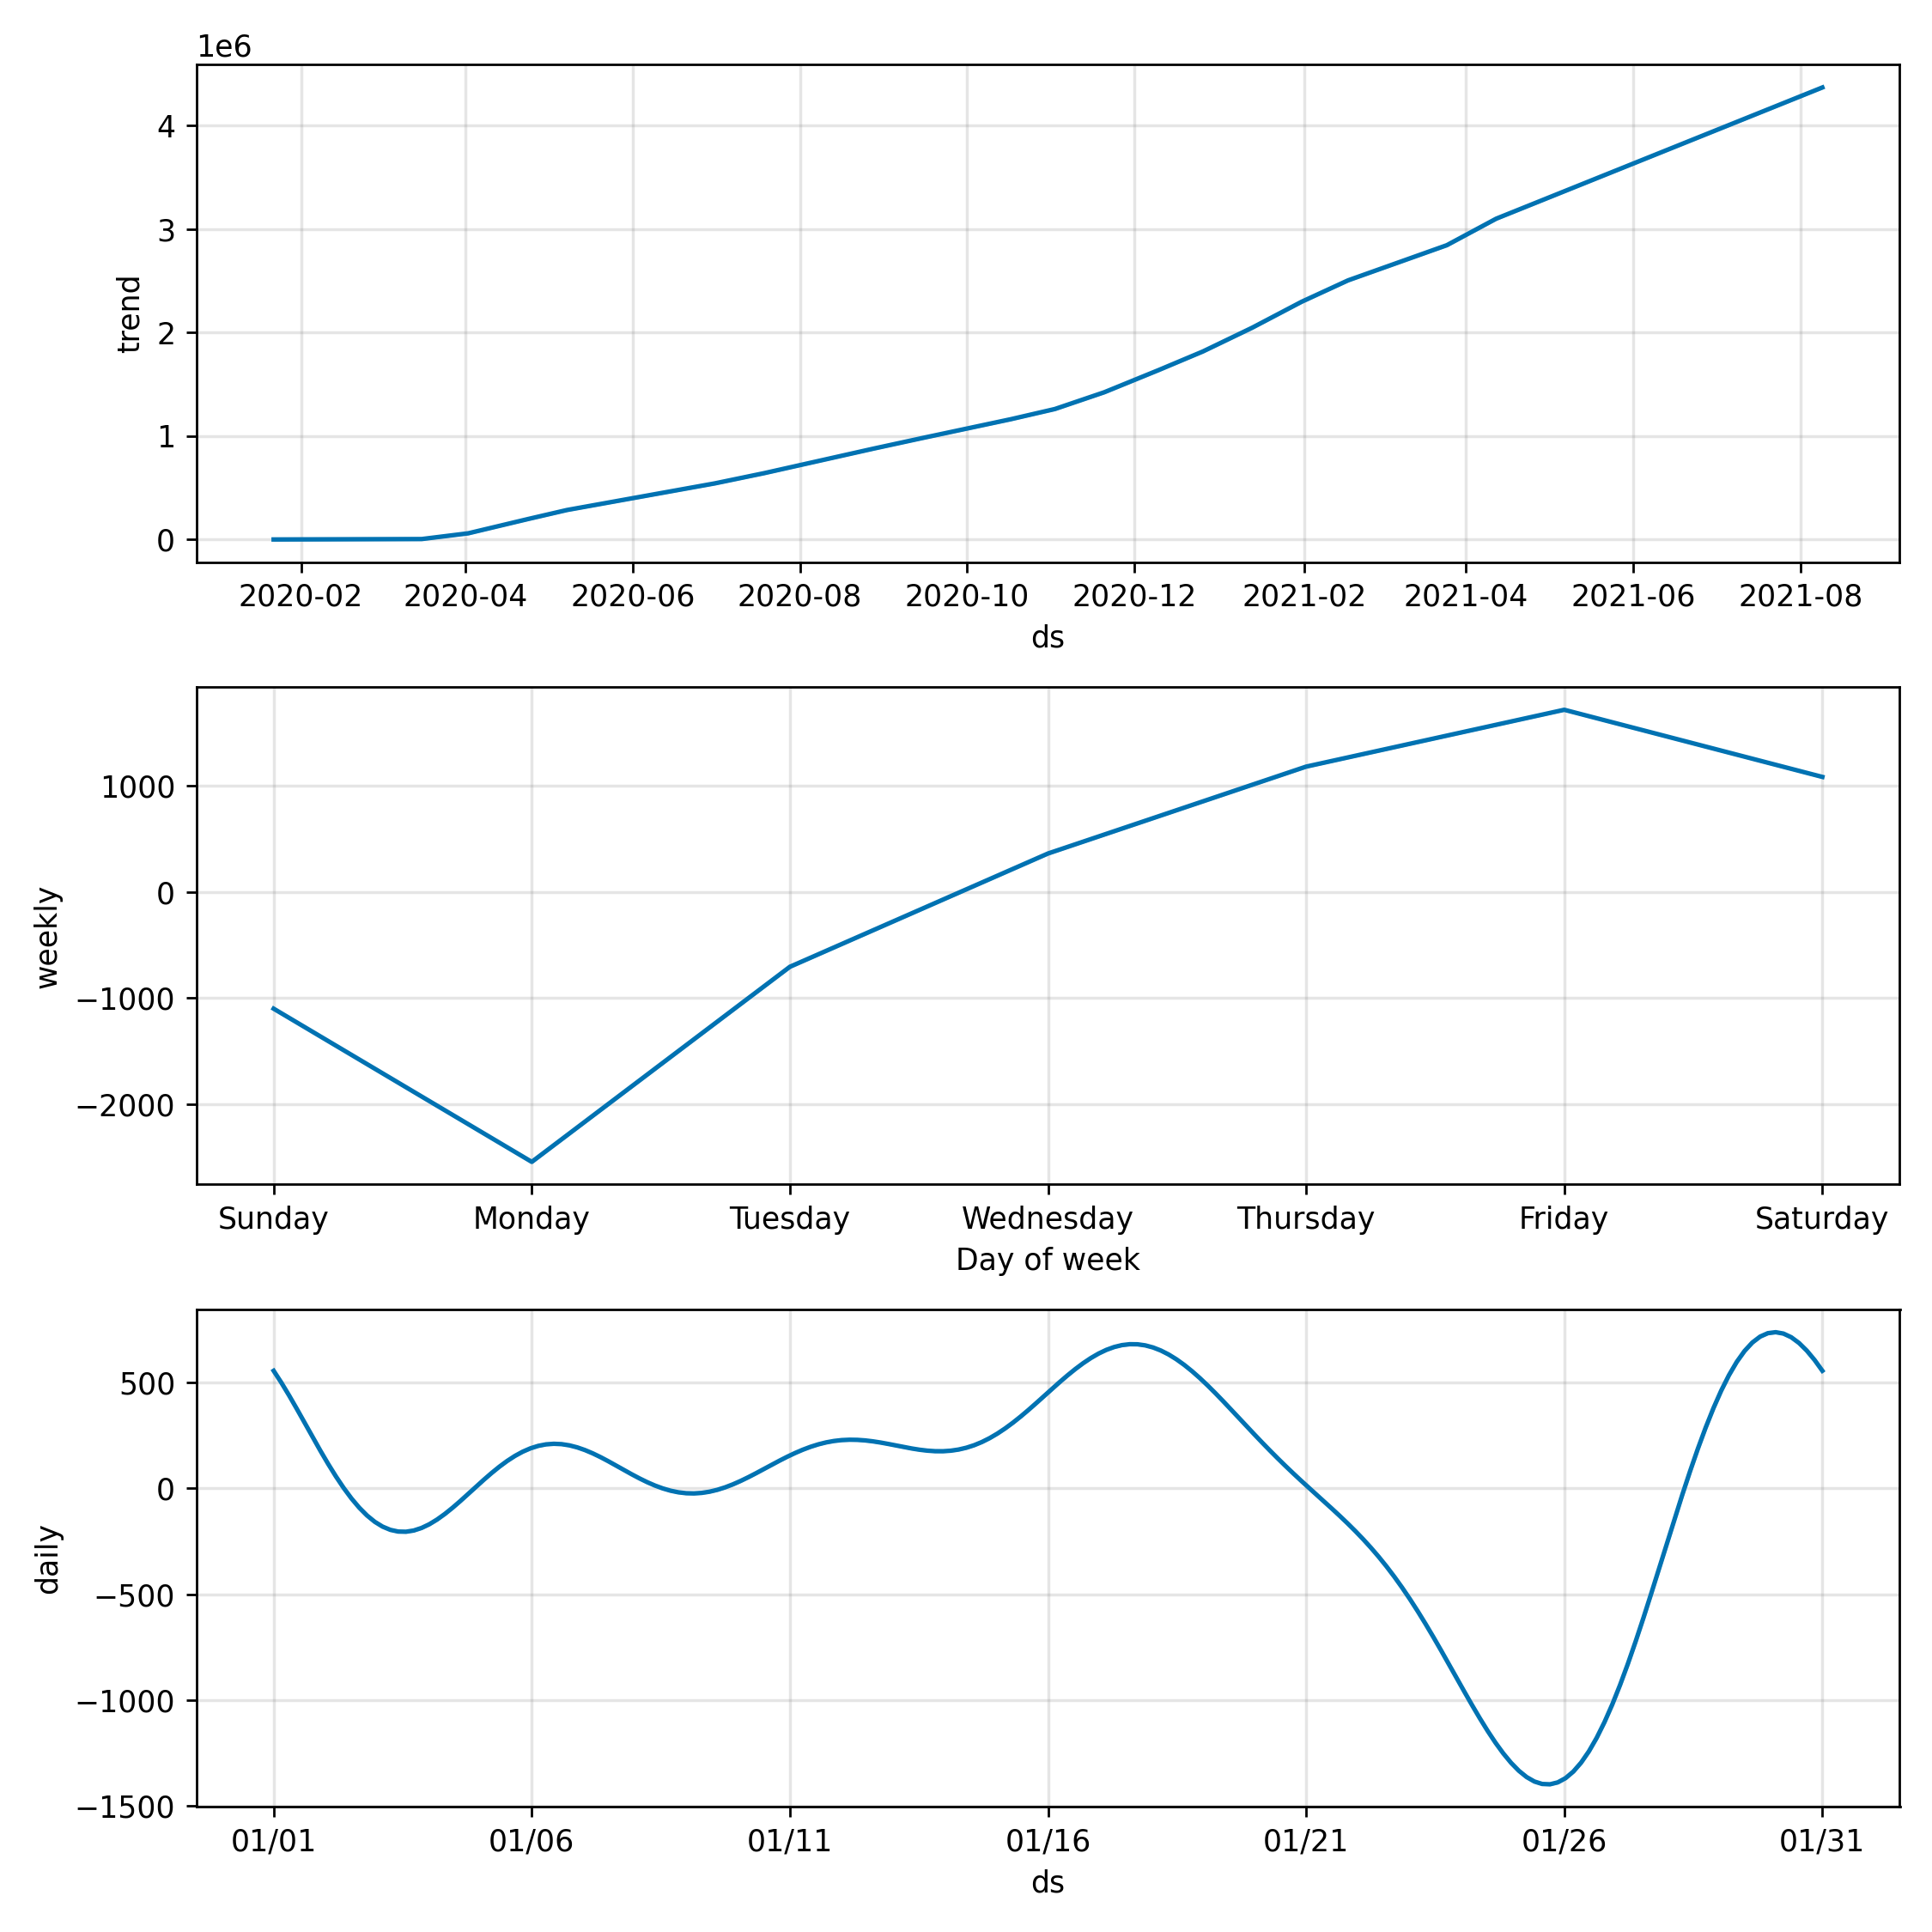 1e6
4
3
2
1
0
trend
2020-02 2020-04 2020-06 2020-08 2020-10 2020-12 2021-02 2021-04 2021-06 2021-08
ds
1000
0
−1000
−2000
weekly
Sunday Monday Tuesday Wednesday Thursday Friday Saturday
Day of week
500
0
−500
−1000
−1500
daily
01/01 01/06 01/11 01/16 01/21 01/26 01/31
ds